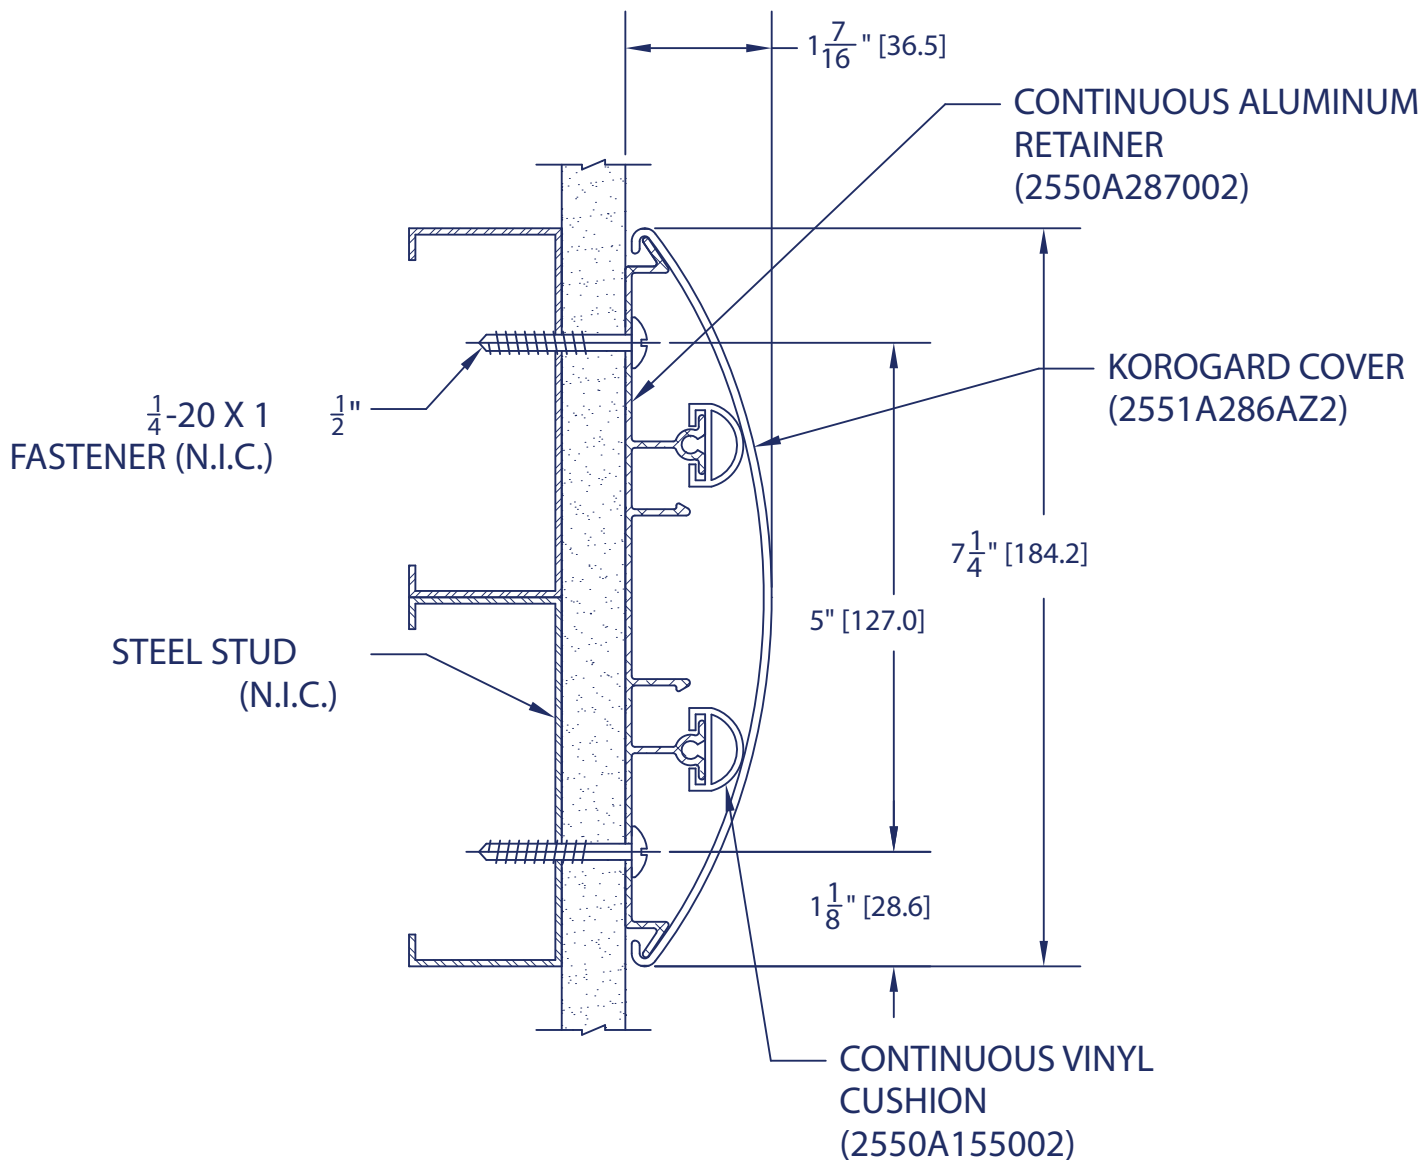 1 7/16" [36.5]
CONTINUOUS ALUMINUM
RETAINER
(2550A287002)
KOROGARD COVER
(2551A286AZ2)
1/4-20 X 1 1/2"
FASTENER (N.I.C.)
7 1/4" [184.2]
5" [127.0]
STEEL STUD
(N.I.C.)
1 1/8" [28.6]
CONTINUOUS VINYL
CUSHION
(2550A155002)